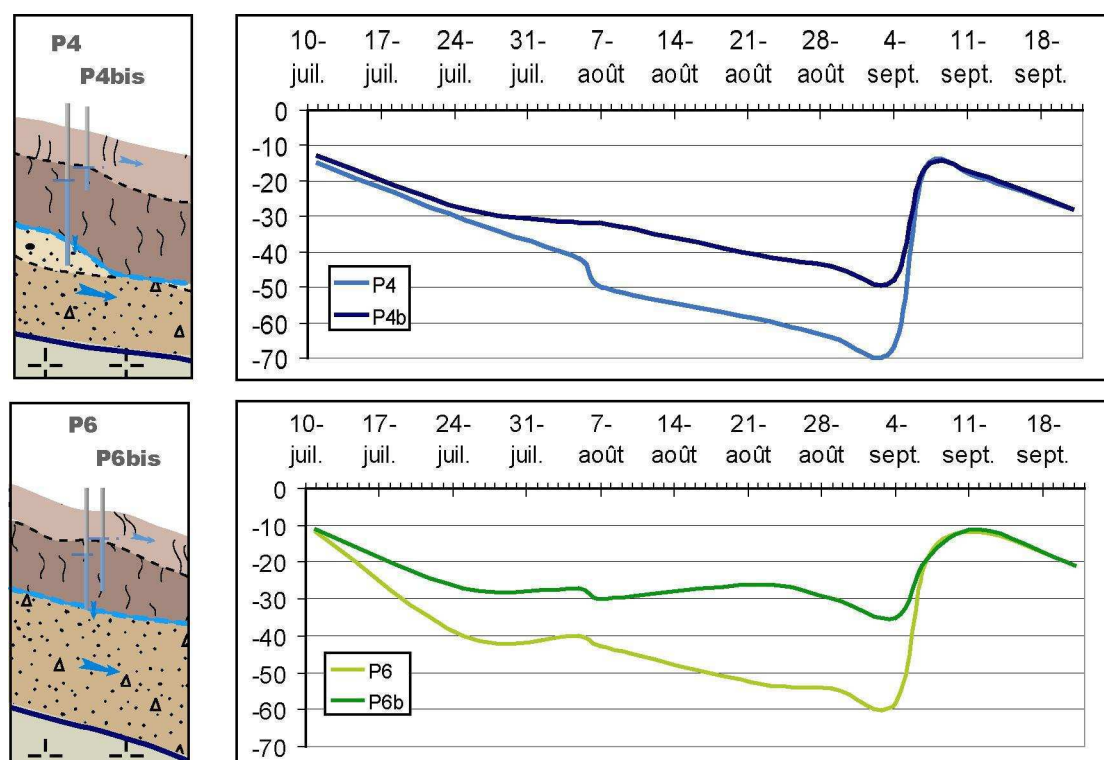 P4
P4bis
10- 17- 24- 31- 7- 14- 21- 28- 4- 11- 18-
juil. juil. juil. juil. août août août août sept. sept. sept.
0
-10
-20
-30
-40
-50
-60
-70
P4
P4b
P6
P6bis
10- 17- 24- 31- 7- 14- 21- 28- 4- 11- 18-
juil. juil. juil. juil. août août août août sept. sept. sept.
0
-10
-20
-30
-40
-50
-60
-70
P6
P6b